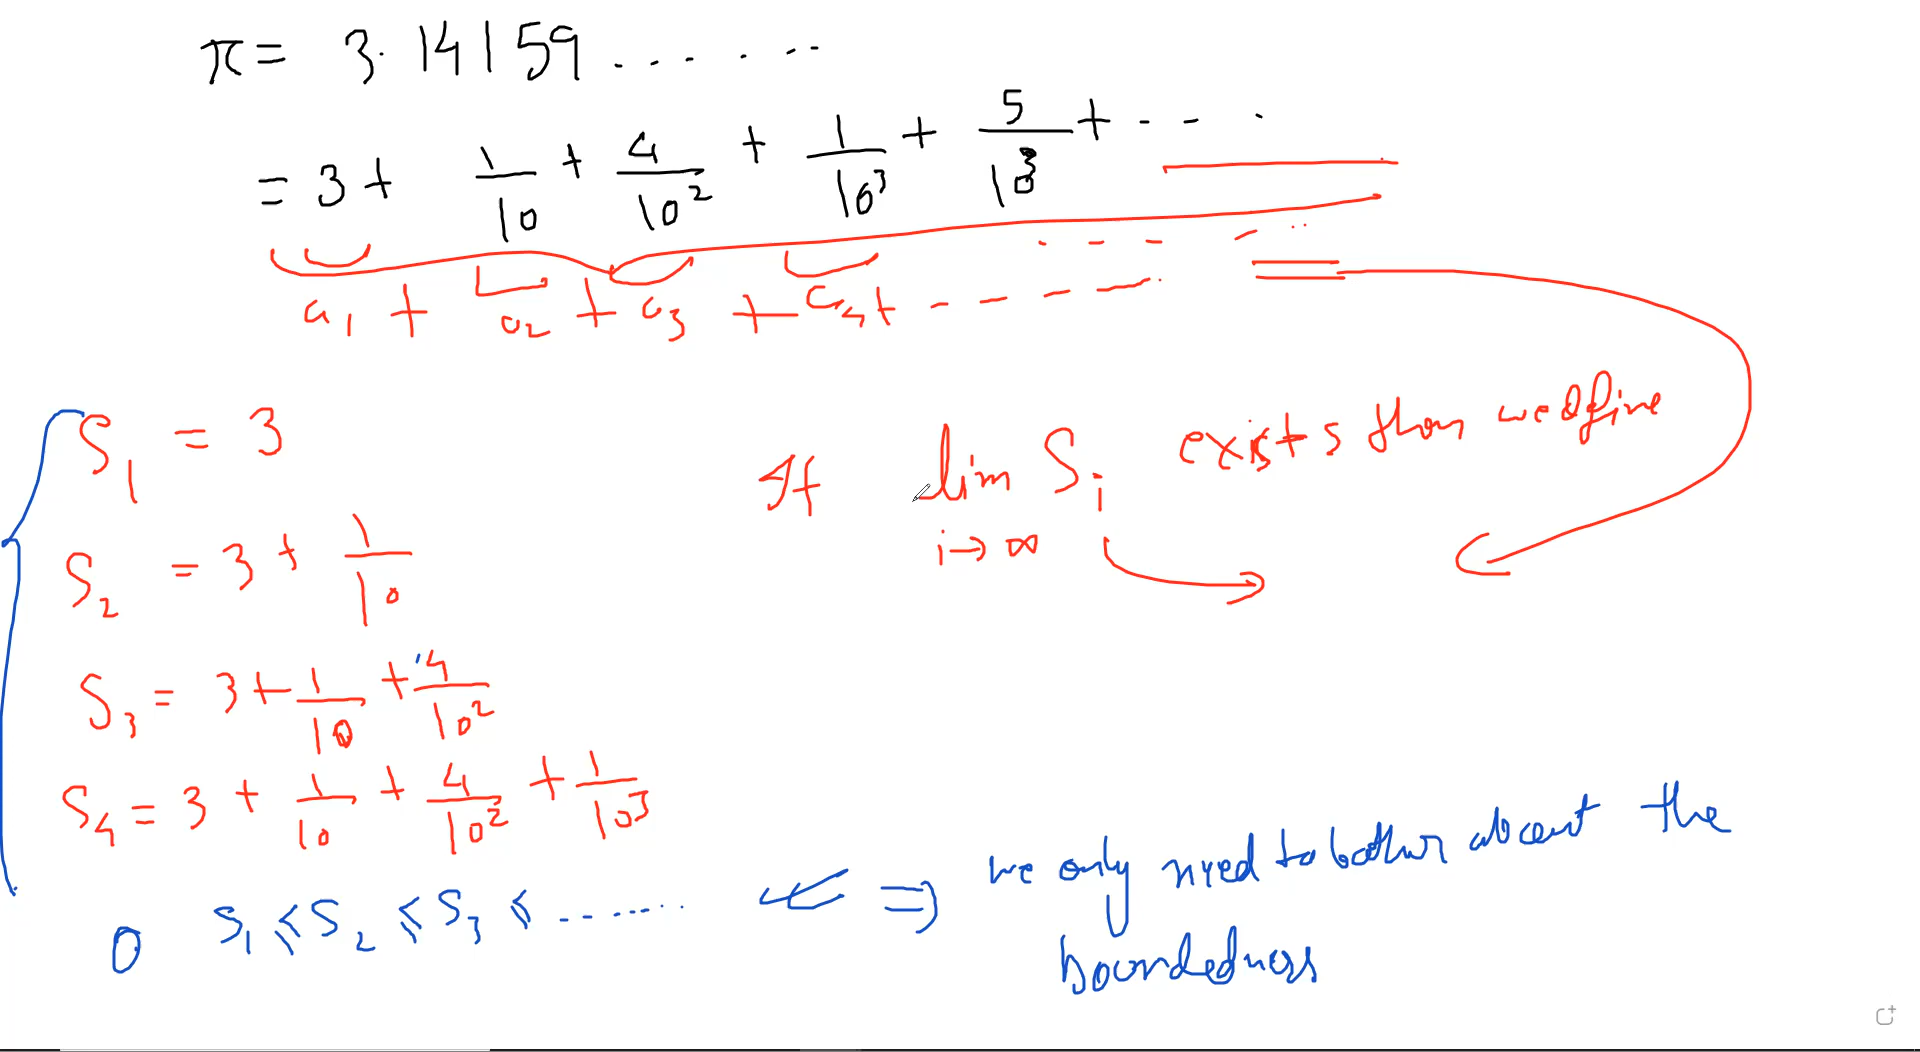 π = 3.14159.......
= 3 + 1/10 + 4/10² + 1/10³ + 5/10³ + - - - .
a₁ + a₂ + a₃ + a₄ + - - - - -
S₁ = 3
If lim i→∞ Sᵢ exists then we define
S₂ = 3 + 1/10
S₃ = 3 + 1/10 + 4/10²
S₄ = 3 + 1/10 + 4/10² + 1/10³
0 S₁ ⩽ S₂ ⩽ S₃ ⩽ ........ ⇒ we only need to bother about the
boundedness